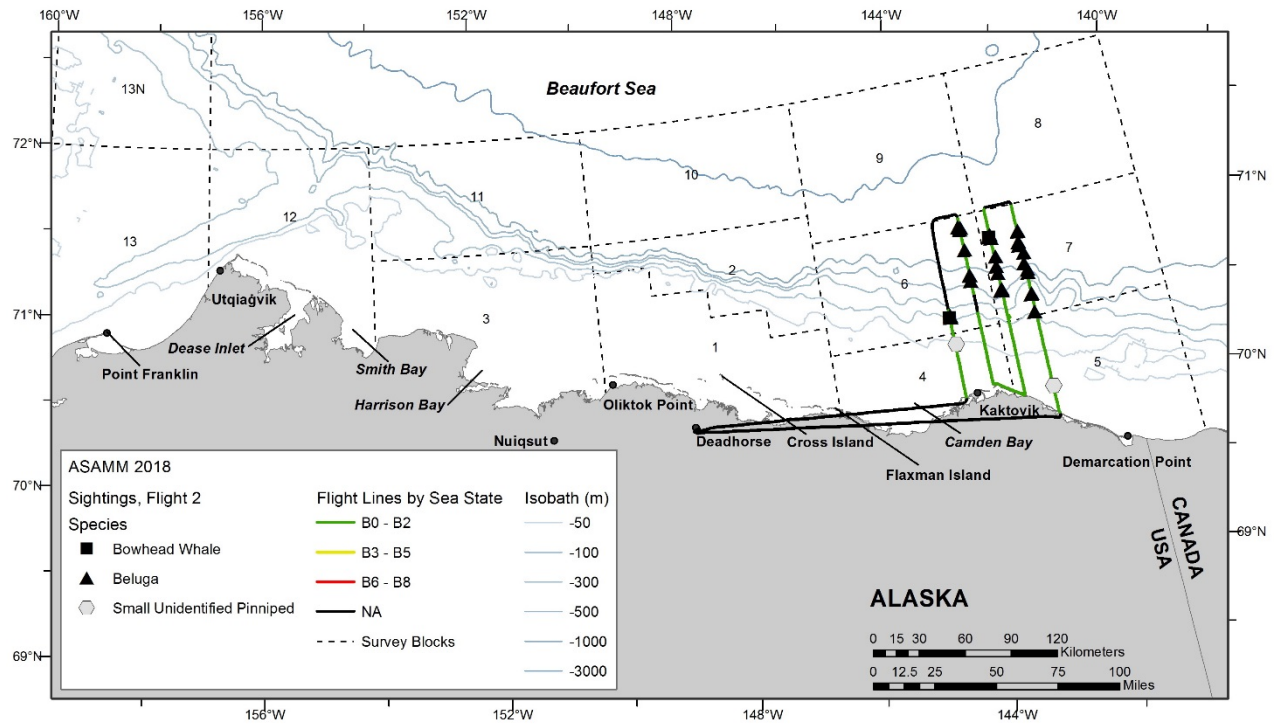 160°W 156°W 152°W 148°W 144°W 140°W
13N
Beaufort Sea
8
72°N
9
71°N
10
11
12
13
7
2
6
Utqiaġvik
71°N
3
Dease Inlet
1
70°N
Smith Bay
5
Point Franklin
4
Harrison Bay
Oliktok Point
Kaktovik
Nuiqsut
Deadhorse
Cross Island
Camden Bay
Flaxman Island
Demarcation Point
70°N
69°N
CANADA
USA
ASAMM 2018
Sightings, Flight 2
Species
Bowhead Whale
Beluga
Small Unidentified Pinniped
Flight Lines by Sea State
B0 - B2
B3 - B5
B6 - B8
NA
Survey Blocks
Isobath (m)
-50
-100
-300
-500
-1000
-3000
ALASKA
0 15 30 60 90 120
Kilometers
0 12.5 25 50 75 100
Miles
69°N
156°W 152°W 148°W 144°W